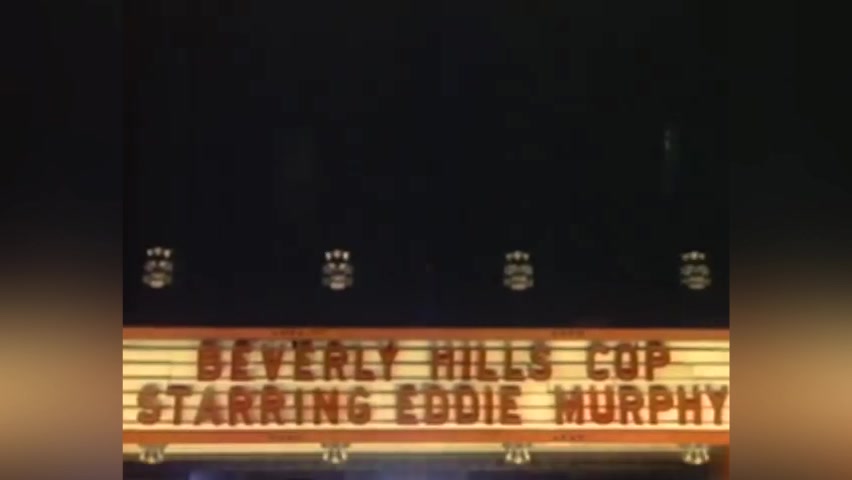 BEVERLY HILLS COP
STARRING EDDIE MURPHY